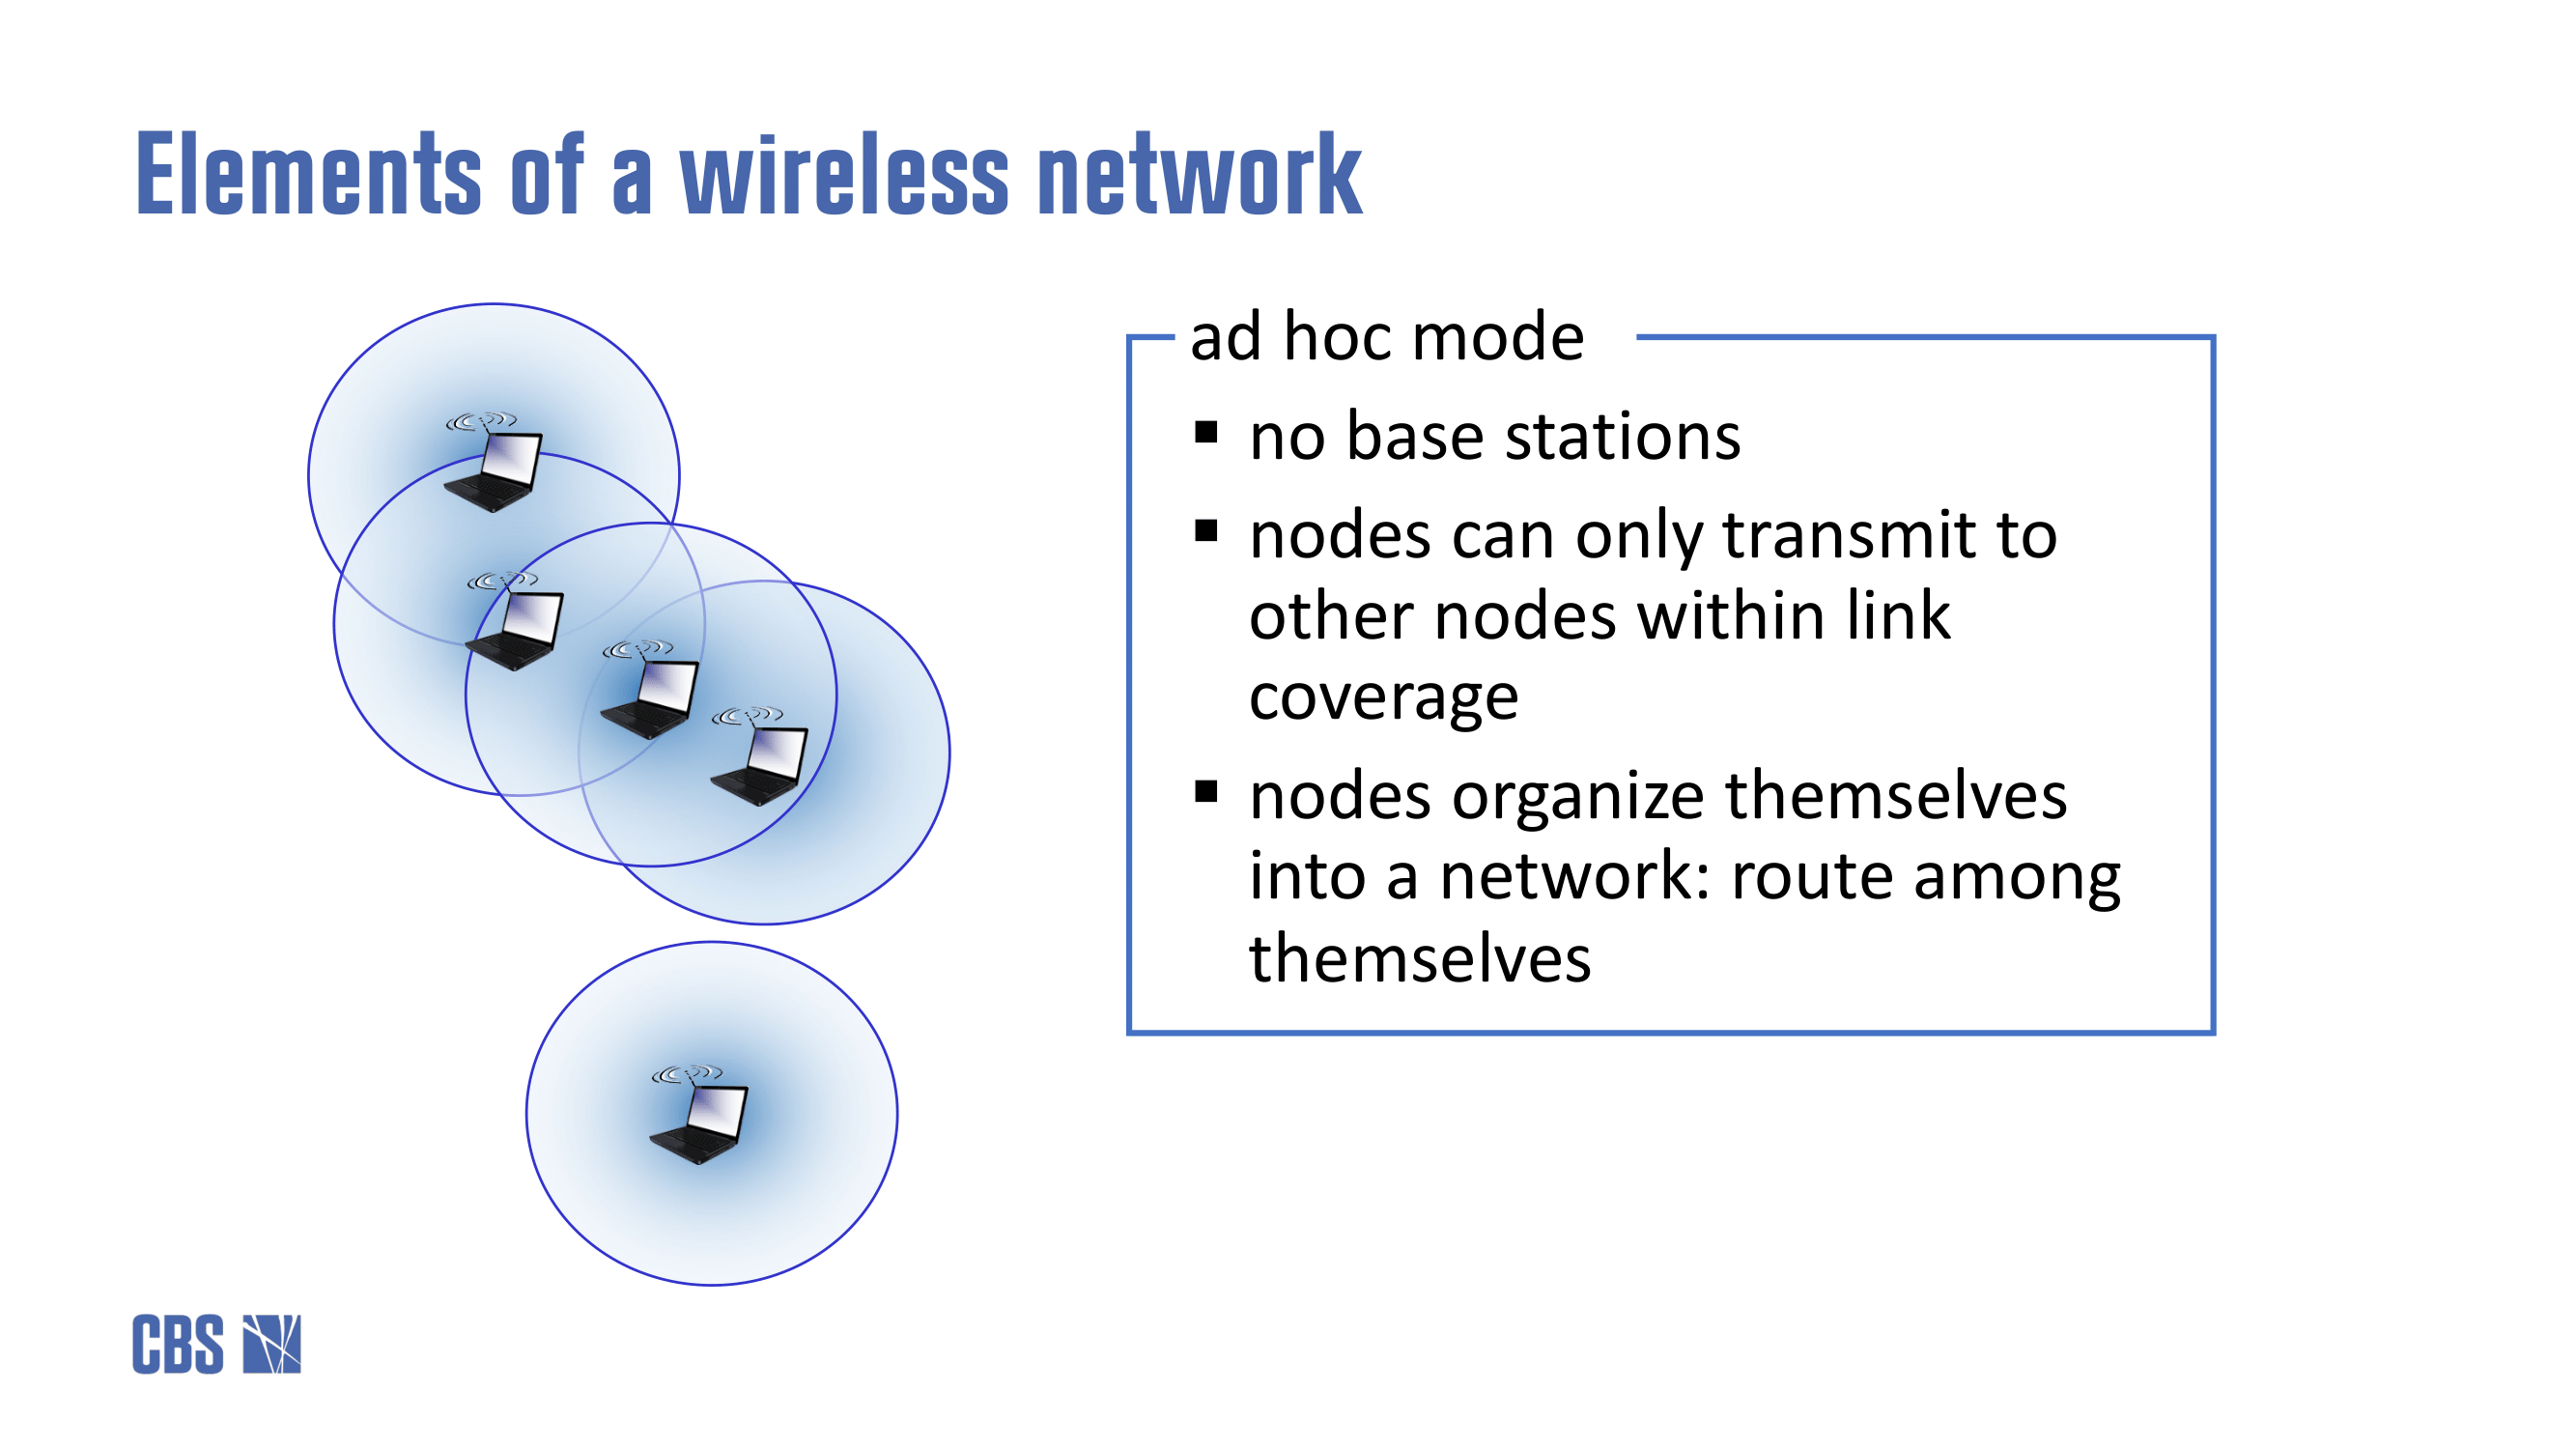 Elements of a wireless network
ad hoc mode
▪ no base stations
▪ nodes can only transmit to
other nodes within link
coverage
▪ nodes organize themselves
into a network: route among
themselves
CBS